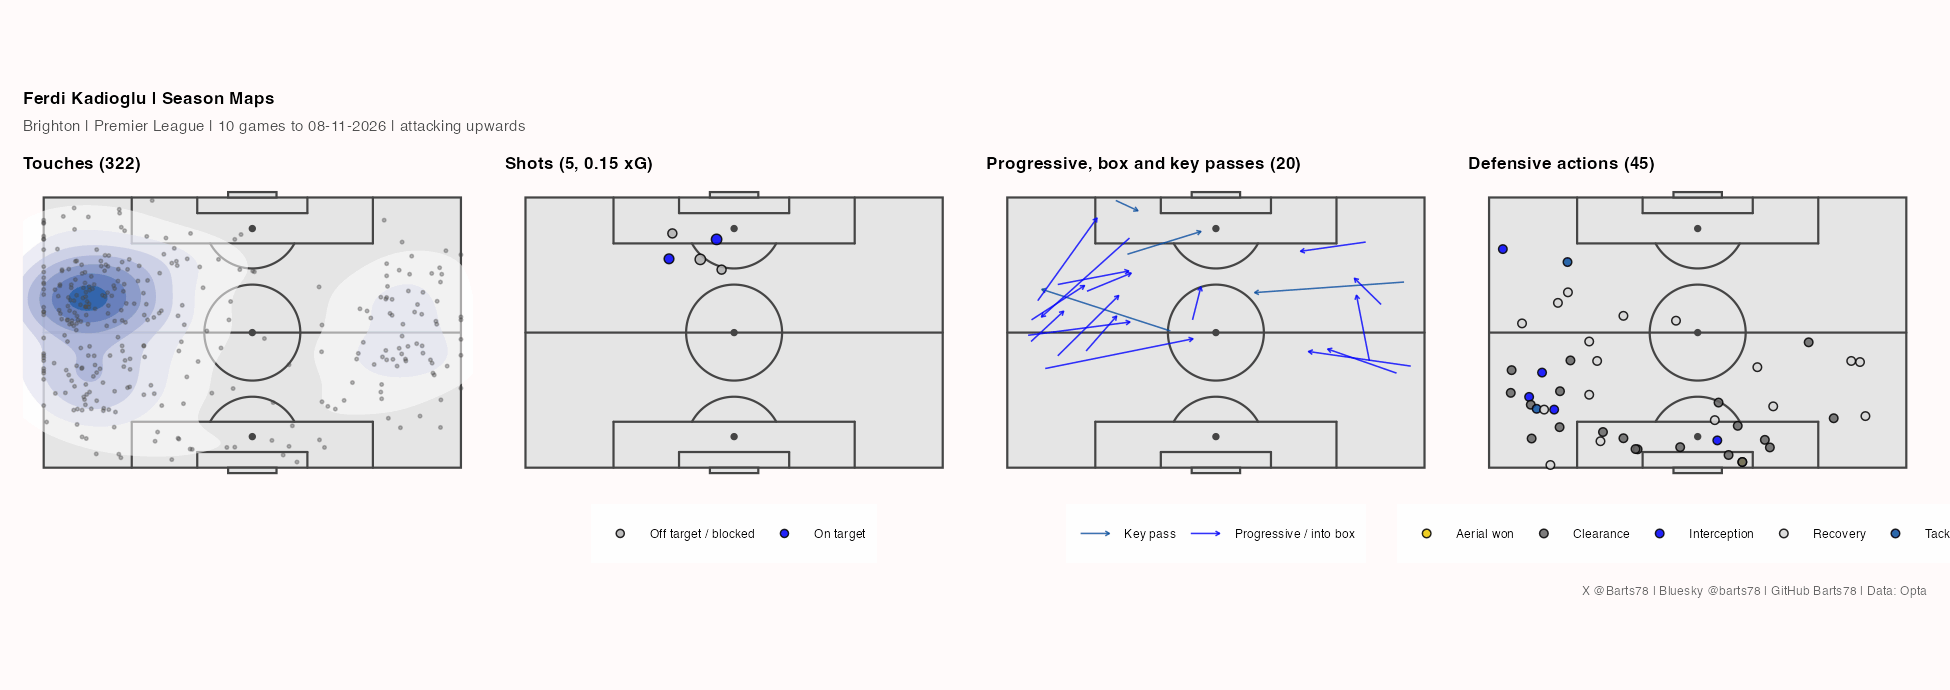 Ferdi Kadioglu | Season Maps
Brighton | Premier League | 10 games to 08-11-2026 | attacking upwards
Touches (322)
Shots (5, 0.15 xG)
Progressive, box and key passes (20)
Defensive actions (45)
Off target / blocked
On target
Key pass
Progressive / into box
Aerial won
Clearance
Interception
Recovery
Tack
X @Barts78 | Bluesky @barts78 | GitHub Barts78 | Data: Opta